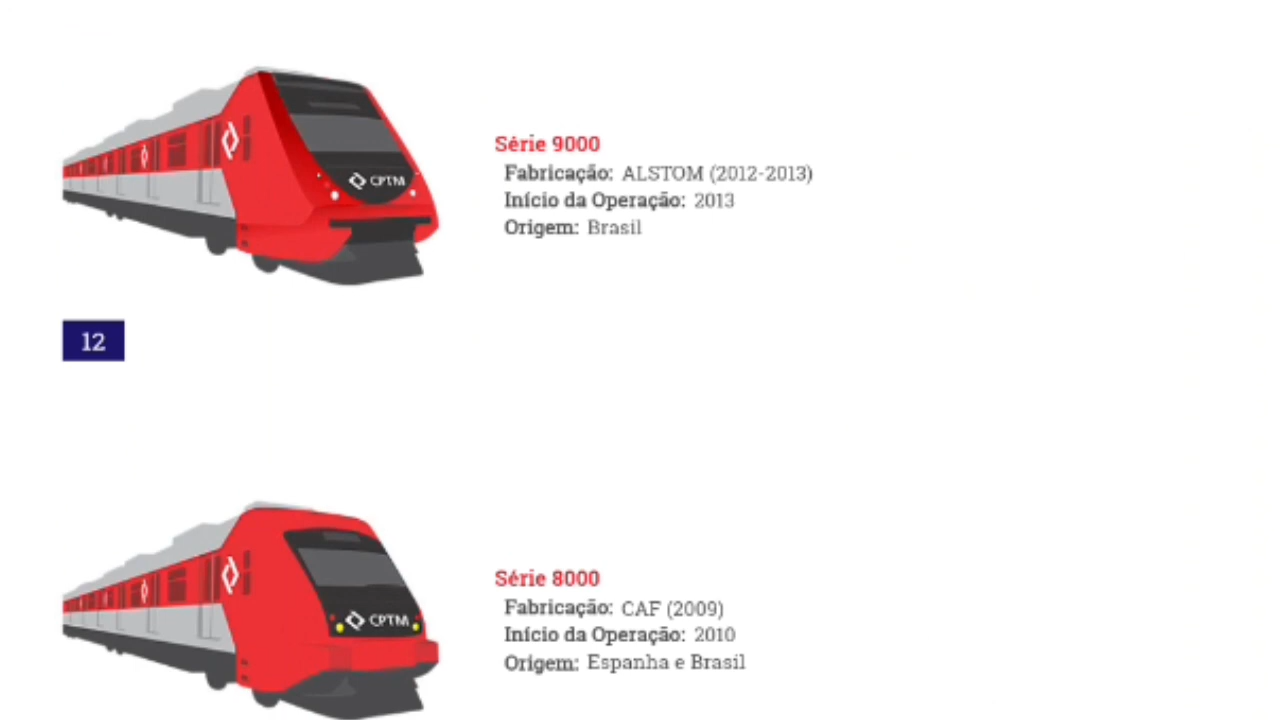 CPTM
Série 9000
Fabricação: ALSTOM (2012-2013)
Início da Operação: 2013
Origem: Brasil
12
CPTM
Série 8000
Fabricação: CAF (2009)
Início da Operação: 2010
Origem: Espanha e Brasil